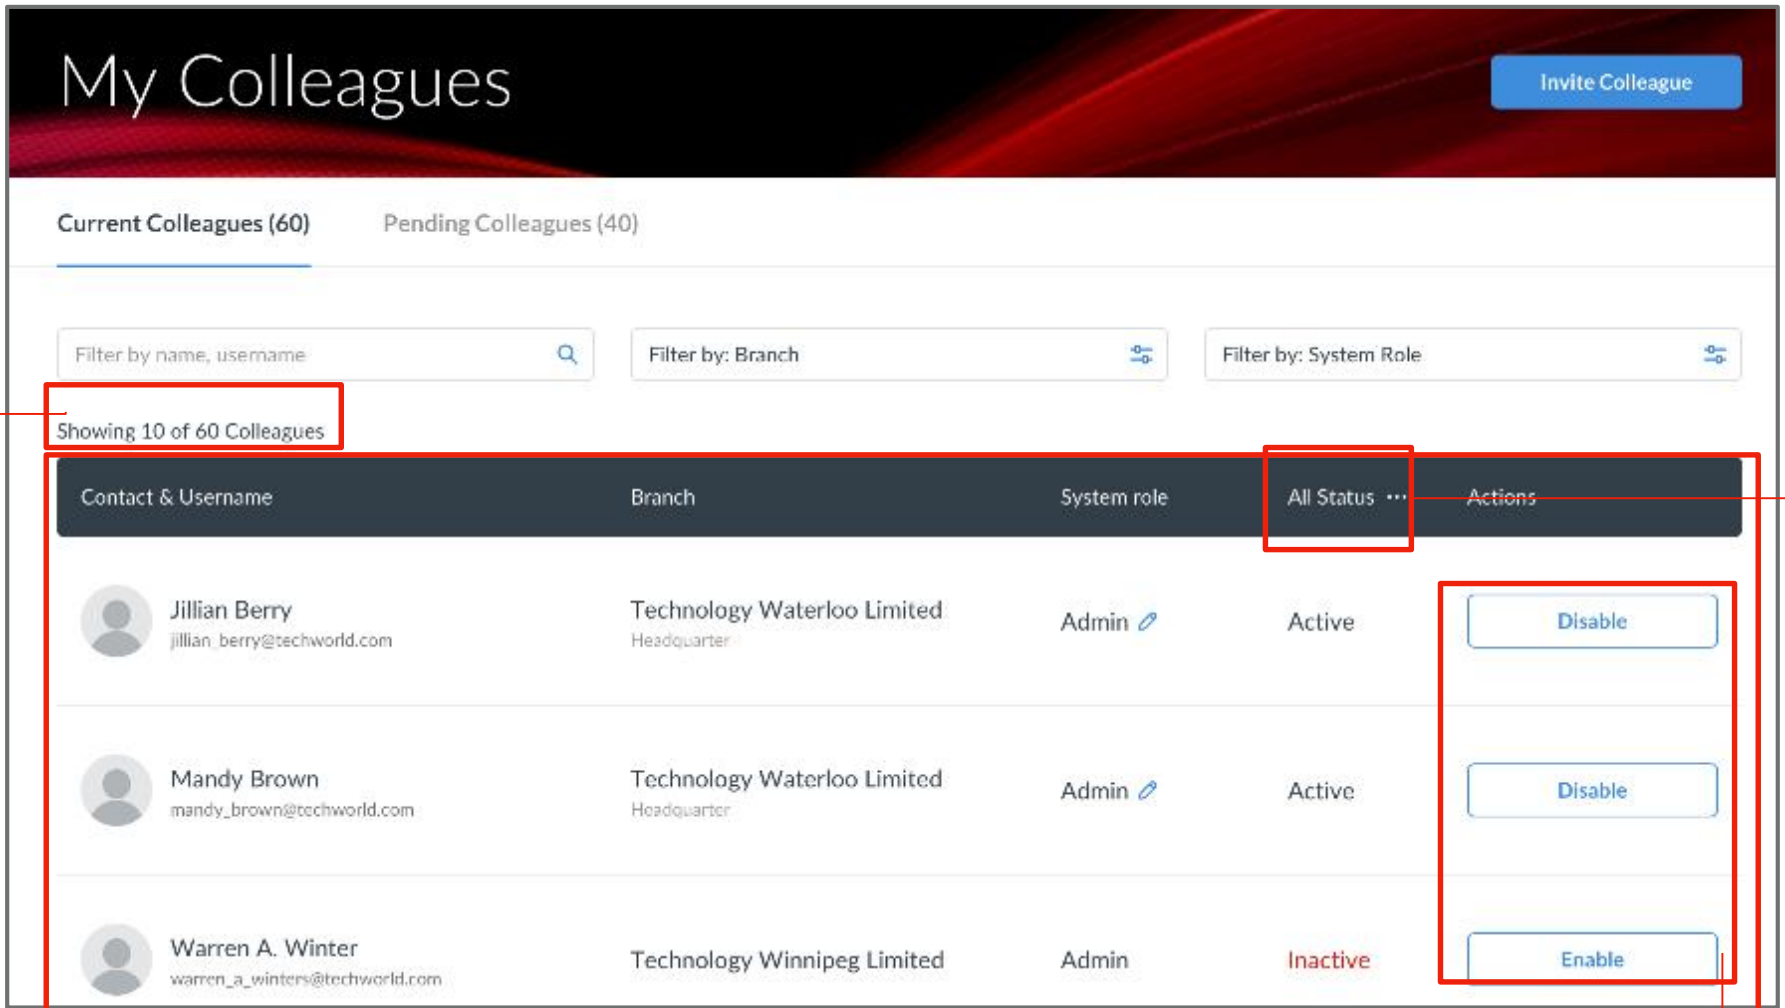 My Colleagues
Invite Colleague
Current Colleagues (60)
Pending Colleagues (40)
Filter by name, username
Filter by: Branch
Filter by: System Role
Showing 10 of 60 Colleagues
Contact & Username
Branch
System role
All Status ...
Actions
Jillian Berry
jillian_berry@techworld.com
Technology Waterloo Limited
Headquarter
Admin
Active
Disable
Mandy Brown
mandy_brown@techworld.com
Technology Waterloo Limited
Headquarter
Admin
Active
Disable
Warren A. Winter
warren_a_winters@techworld.com
Technology Winnipeg Limited
Admin
Inactive
Enable